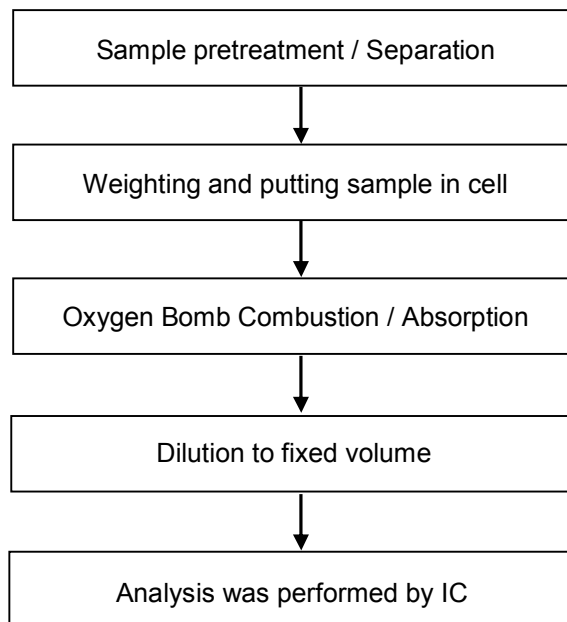 Sample pretreatment / Separation
Weighting and putting sample in cell
Oxygen Bomb Combustion / Absorption
Dilution to fixed volume
Analysis was performed by IC